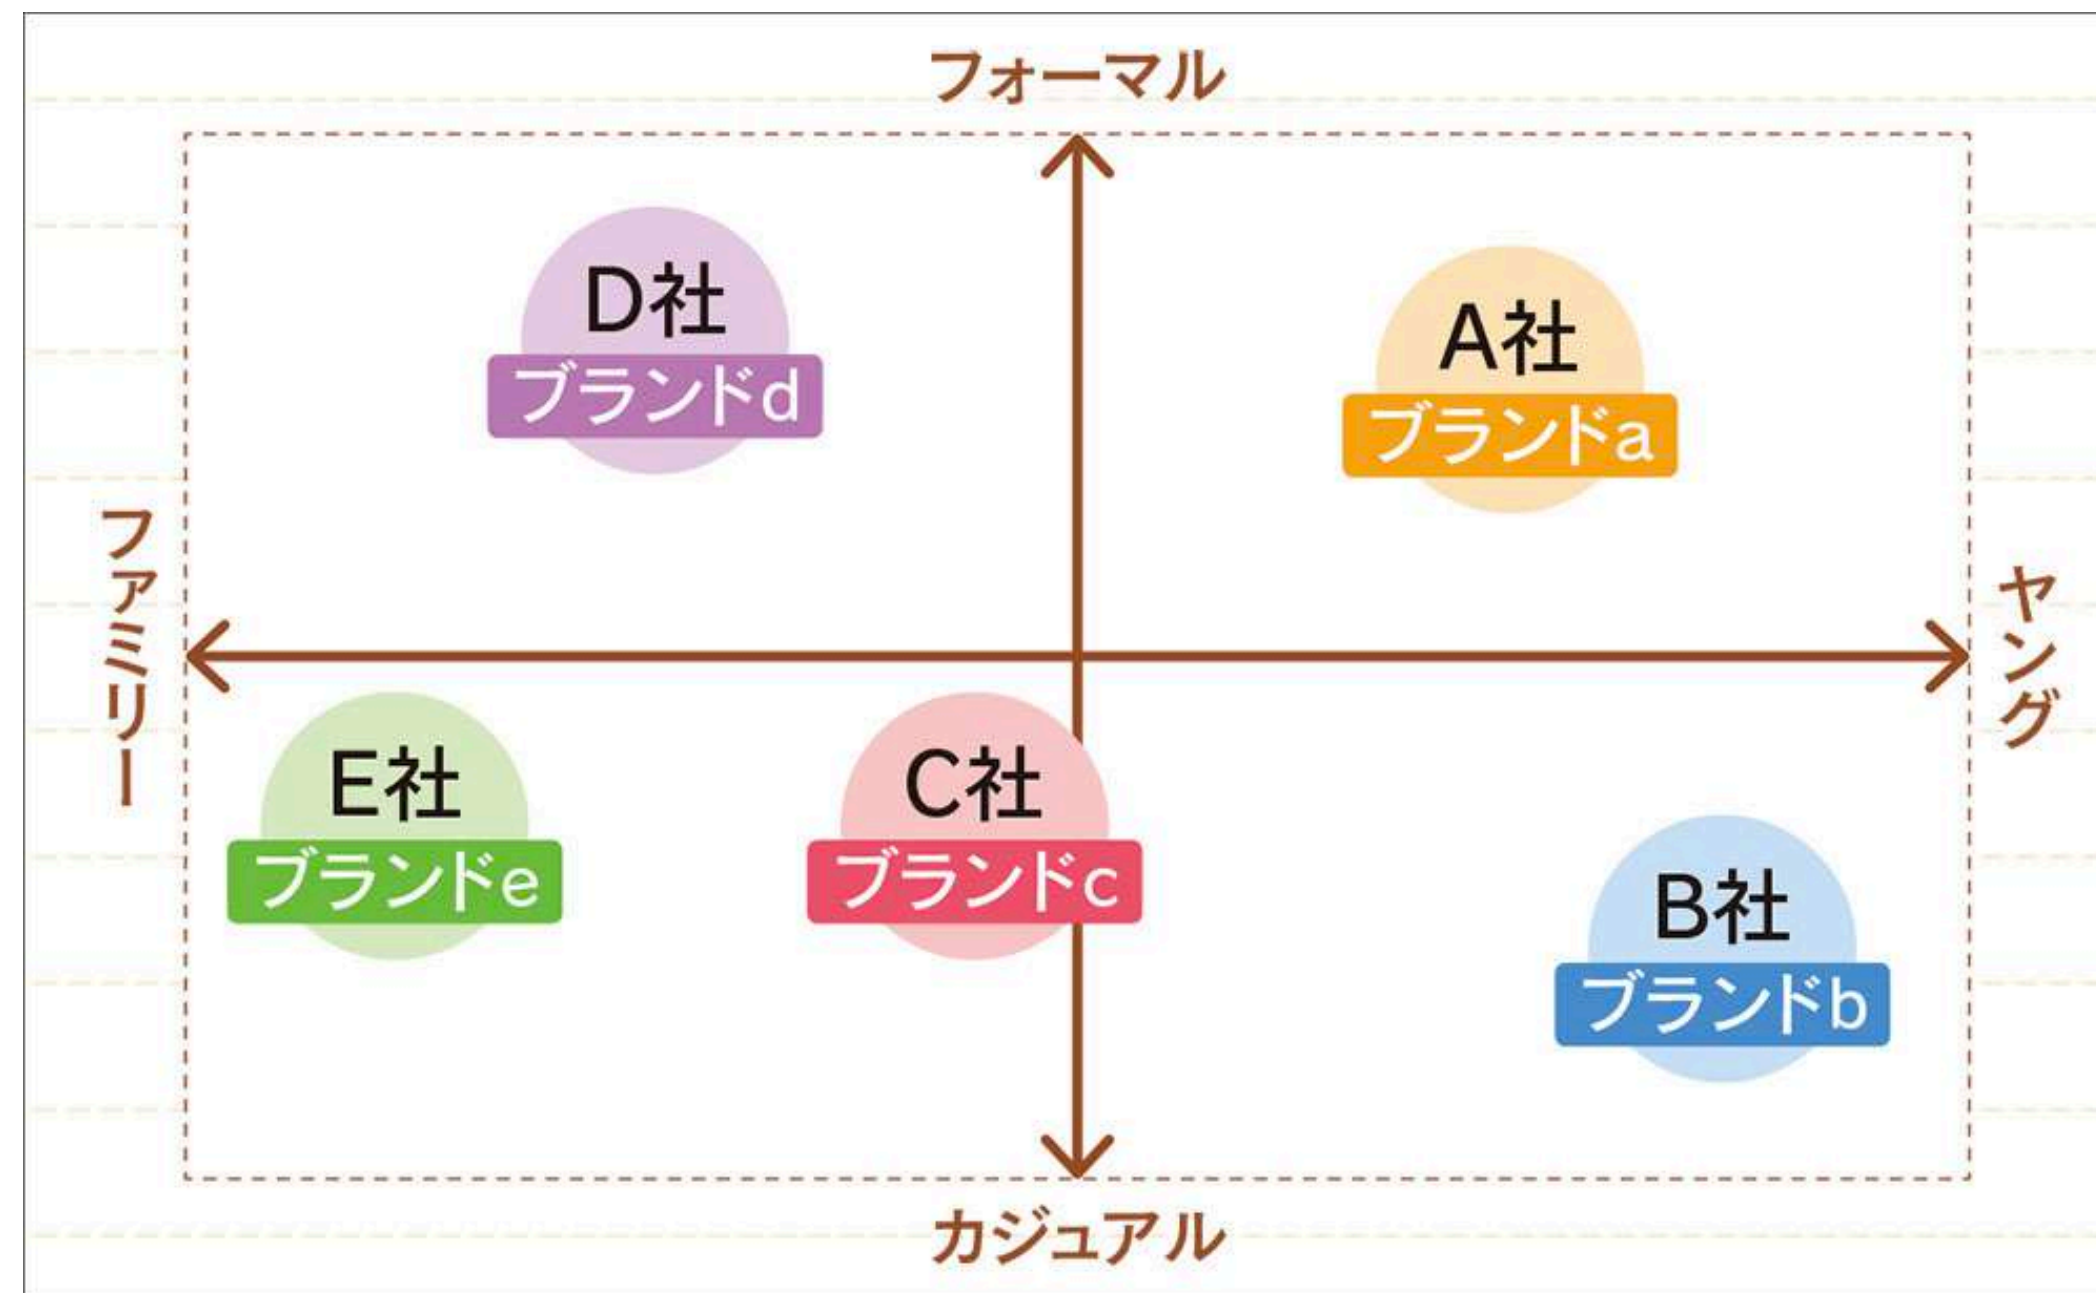 フォーマル
D社
ブランドd
A社
ブランドa
ファミリー
ヤング
E社
ブランドe
C社
ブランドc
B社
ブランドb
カジュアル